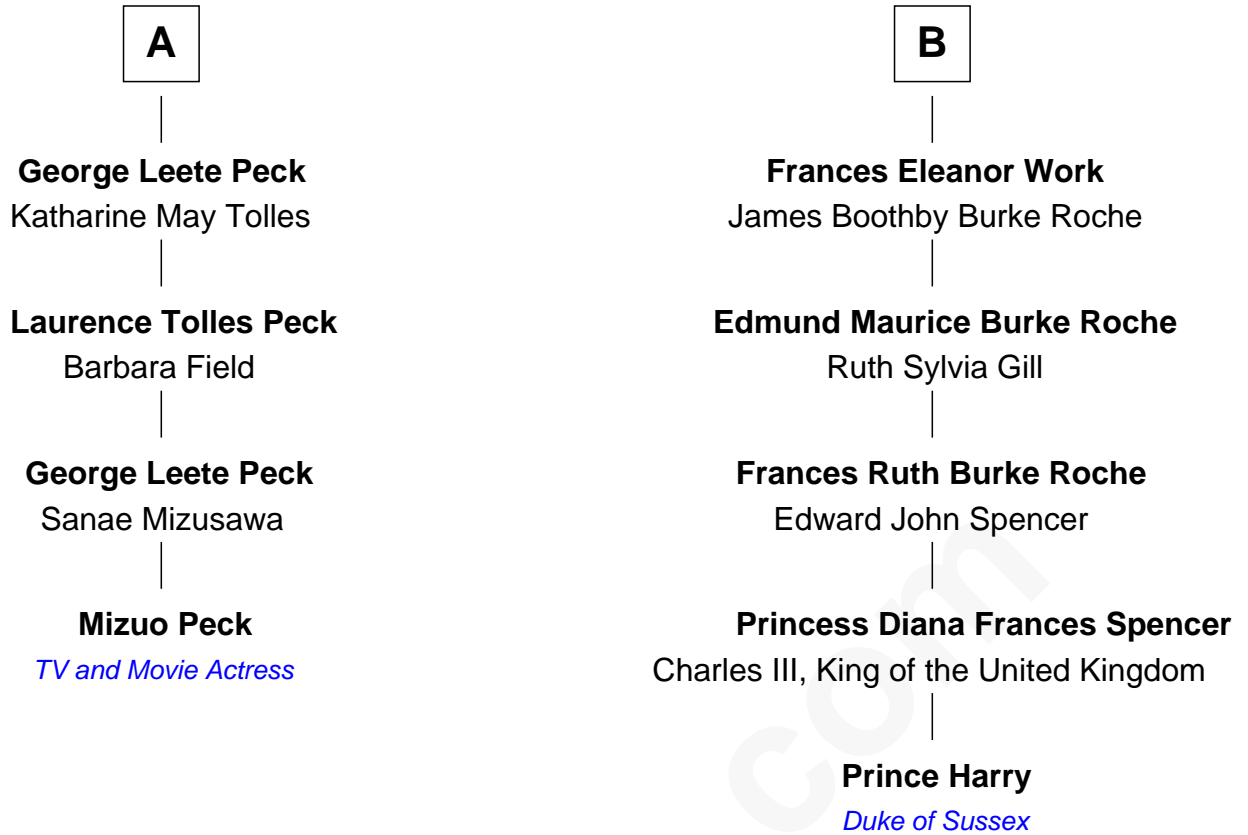 A
George Leete Peck
Katharine May Tolles
Laurence Tolles Peck
Barbara Field
George Leete Peck
Sanae Mizusawa
Mizuo Peck
TV and Movie Actress
B
Frances Eleanor Work
James Boothby Burke Roche
Edmund Maurice Burke Roche
Ruth Sylvia Gill
Frances Ruth Burke Roche
Edward John Spencer
Princess Diana Frances Spencer
Charles III, King of the United Kingdom
Prince Harry
Duke of Sussex
com